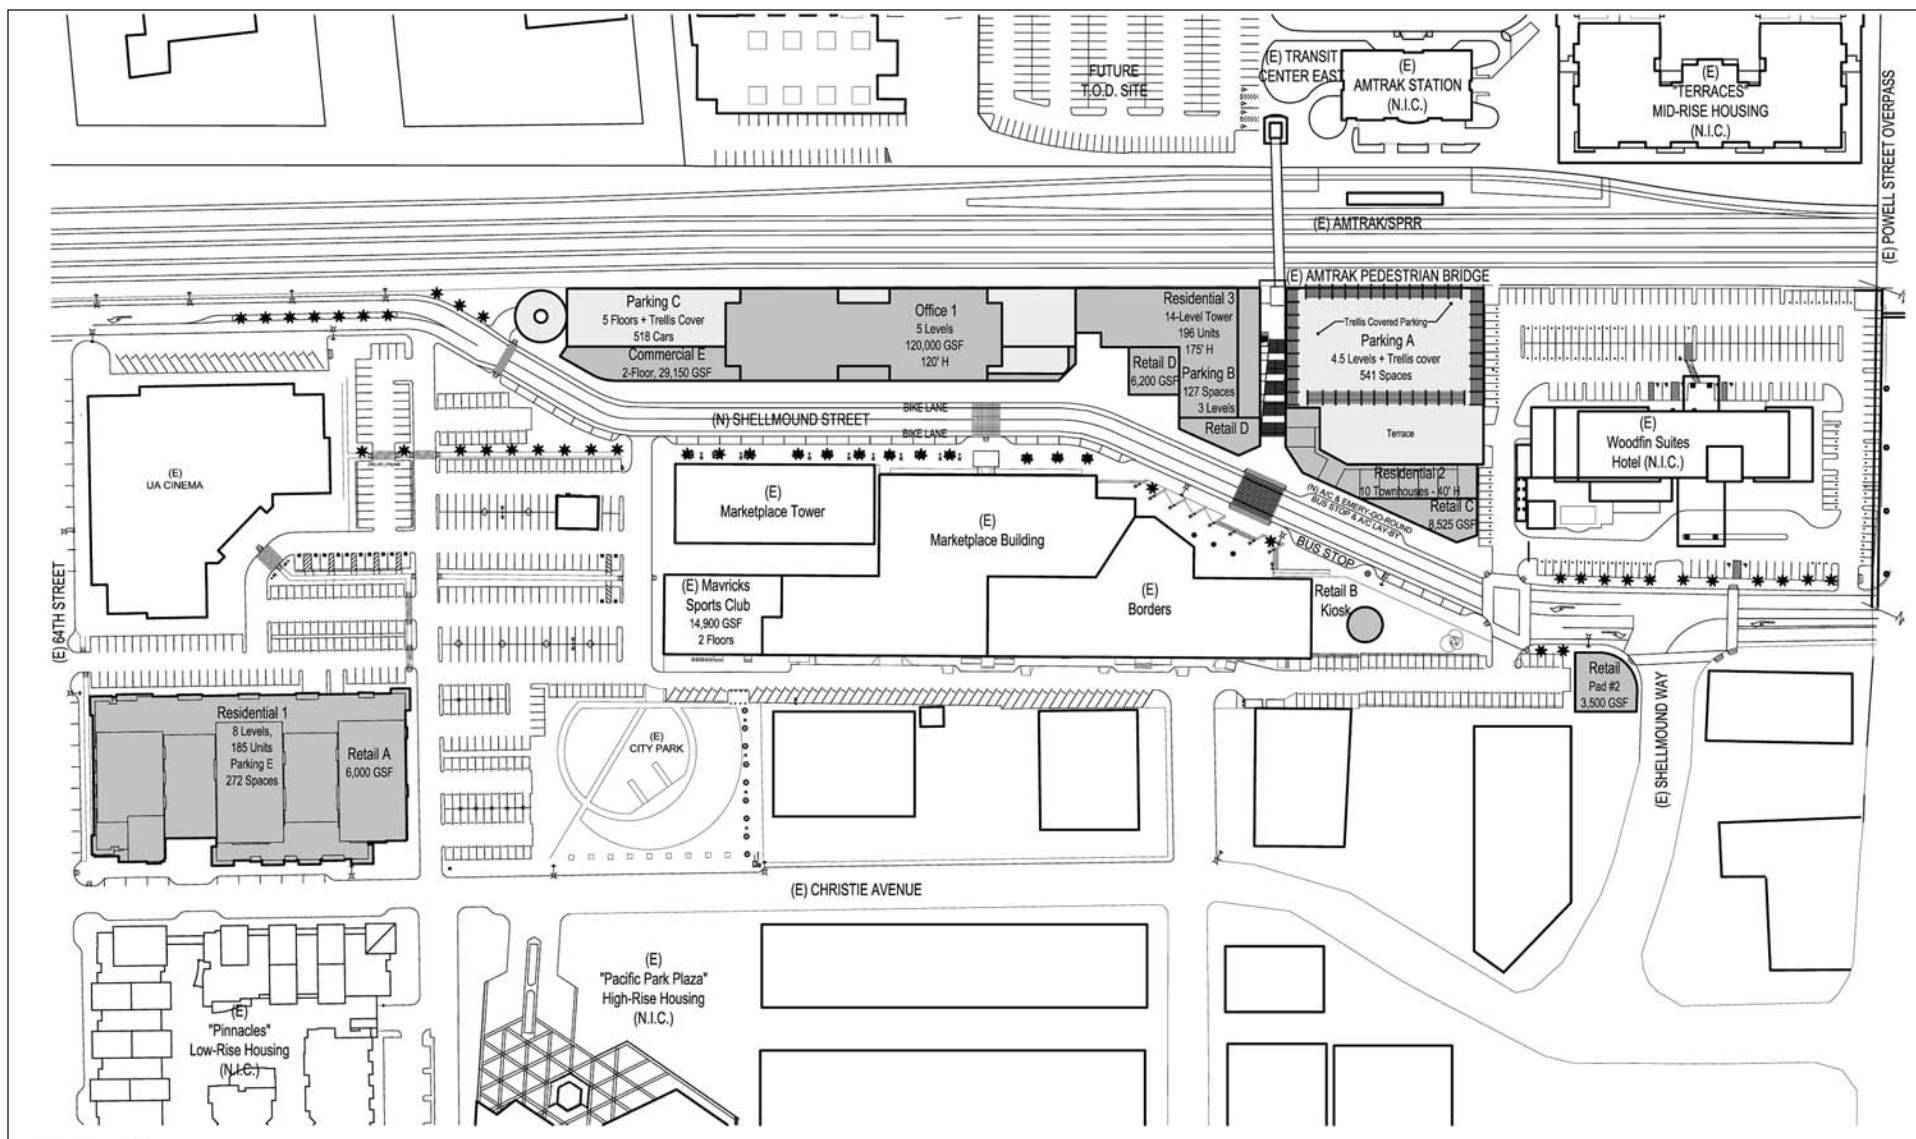 FUTURE
T.O.D. SITE
(E) TRANSIT
CENTER EAST
(E)
AMTRAK STATION
(N.I.C.)
(E)
"TERRACES"
MID-RISE HOUSING
(N.I.C.)
(E) POWELL STREET OVERPASS
(E) AMTRAK/SPRR
(E) AMTRAK PEDESTRIAN BRIDGE
Parking C
5 Floors + Trellis Cover
518 Cars
Commercial E
2-Floor, 29,150 GSF
Office 1
5 Levels
120,000 GSF
120' H
Residential 3
14-Level Tower
196 Units
175' H
Retail D
6,200 GSF
Parking B
127 Spaces
3 Levels
Retail D
Trellis Covered Parking
Parking A
4.5 Levels + Trellis cover
541 Spaces
Terrace
Residential 2
10 Townhouses - 40' H
Retail C
8,525 GSF
(E)
Woodfin Suites
Hotel (N.I.C.)
BIKE LANE
(N) SHELLMOUND STREET
BIKE LANE
(N) A/C & EMERY-GO-ROUND
BUS STOP & A/C LAY-BY
BUS STOP
(E)
UA CINEMA
(E)
Marketplace Tower
(E)
Marketplace Building
(E) Mavricks
Sports Club
14,900 GSF
2 Floors
(E)
Borders
Retail B
Kiosk
(E) 64TH STREET
Retail
Pad #2
3,500 GSF
(E) SHELLMOUND WAY
Residential 1
8 Levels,
185 Units
Parking E
272 Spaces
Retail A
6,000 GSF
(E)
CITY PARK
(E) CHRISTIE AVENUE
(E)
"Pinnacles"
Low-Rise Housing
(N.I.C.)
(E)
"Pacific Park Plaza"
High-Rise Housing
(N.I.C.)